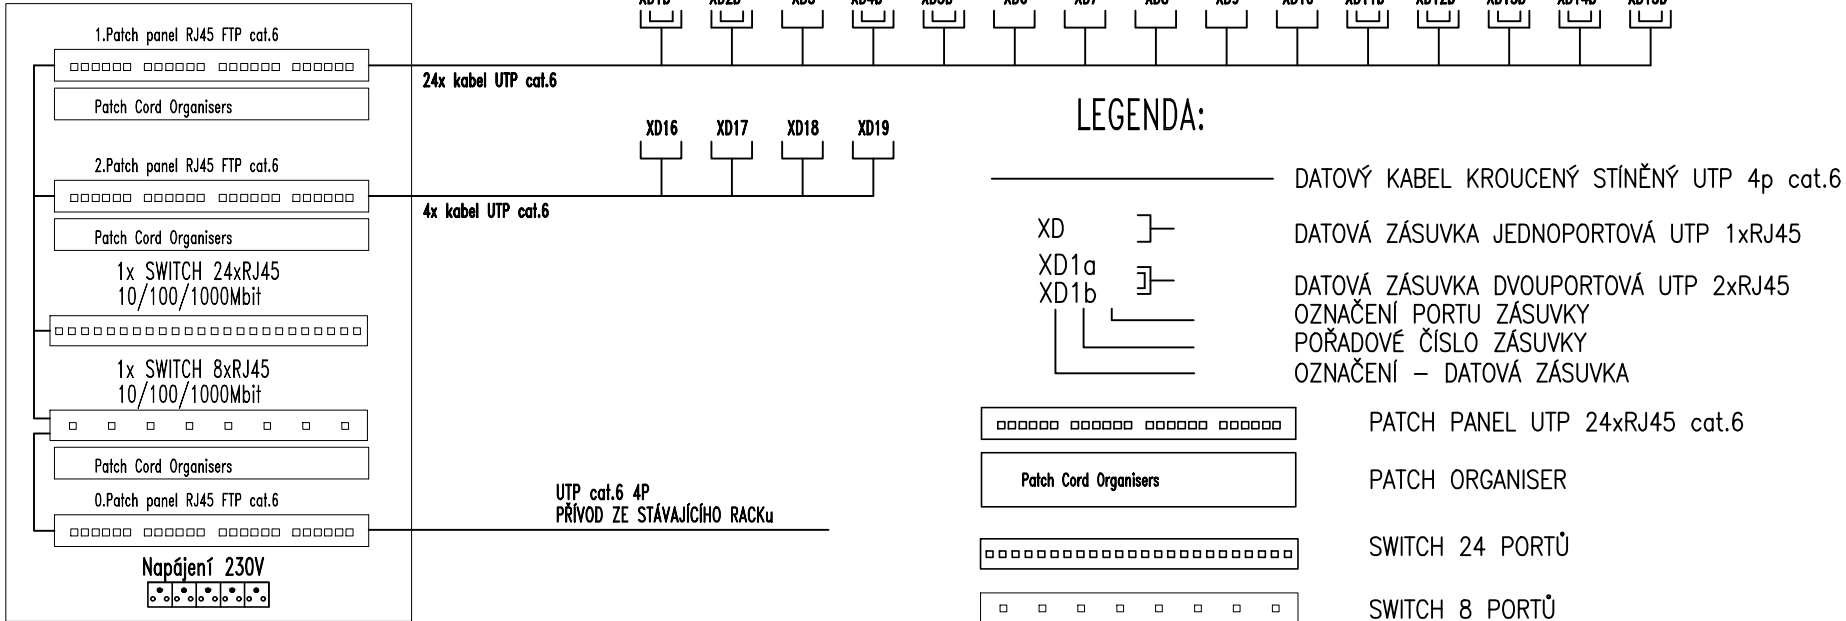 1.Patch panel RJ45 FTP cat.6
24x kabel UTP cat.6
Patch Cord Organisers
XD16 XD17 XD18 XD19
2.Patch panel RJ45 FTP cat.6
4x kabel UTP cat.6
Patch Cord Organisers
1x SWITCH 24xRJ45
10/100/1000Mbit
1x SWITCH 8xRJ45
10/100/1000Mbit
Patch Cord Organisers
0.Patch panel RJ45 FTP cat.6
UTP cat.6 4P
PŘÍVOD ZE STÁVAJÍCÍHO RACKu
Napájení 230V
LEGENDA:
DATOVÝ KABEL KROUCENÝ STÍNĚNÝ UTP 4p cat.6
XD DATOVÁ ZÁSUVKA JEDNOPORTOVÁ UTP 1xRJ45
XD1a
XD1b DATOVÁ ZÁSUVKA DVOUPORTOVÁ UTP 2xRJ45
OZNAČENÍ PORTU ZÁSUVKY
POŘADOVÉ ČÍSLO ZÁSUVKY
OZNAČENÍ – DATOVÁ ZÁSUVKA
PATCH PANEL UTP 24xRJ45 cat.6
Patch Cord Organisers PATCH ORGANISER
SWITCH 24 PORTŮ
SWITCH 8 PORTŮ